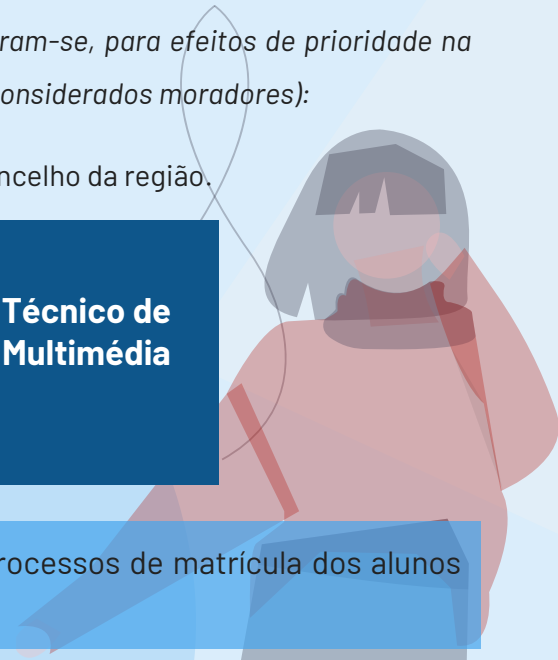 ram-se, para efeitos de prioridade na
onsiderados moradores):
ncelho da região.
Técnico de
Multimédia
rocessos de matrícula dos alunos